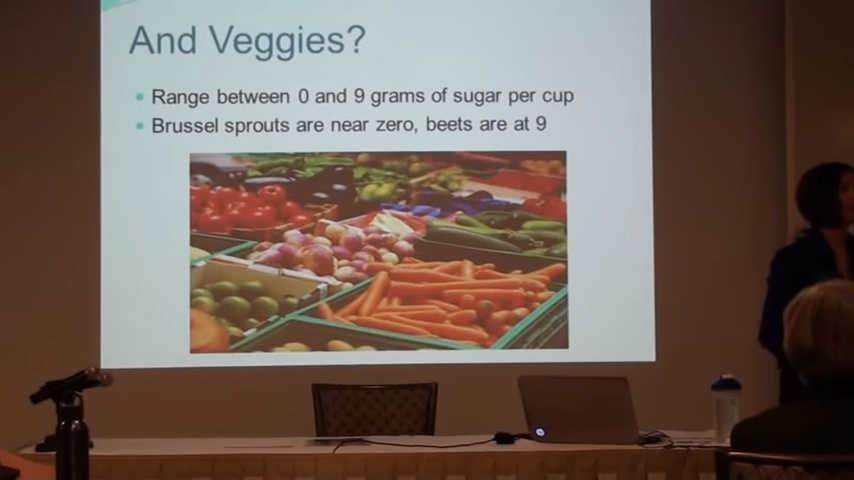 And Veggies?
Range between 0 and 9 grams of sugar per cup
Brussel sprouts are near zero, beets are at 9